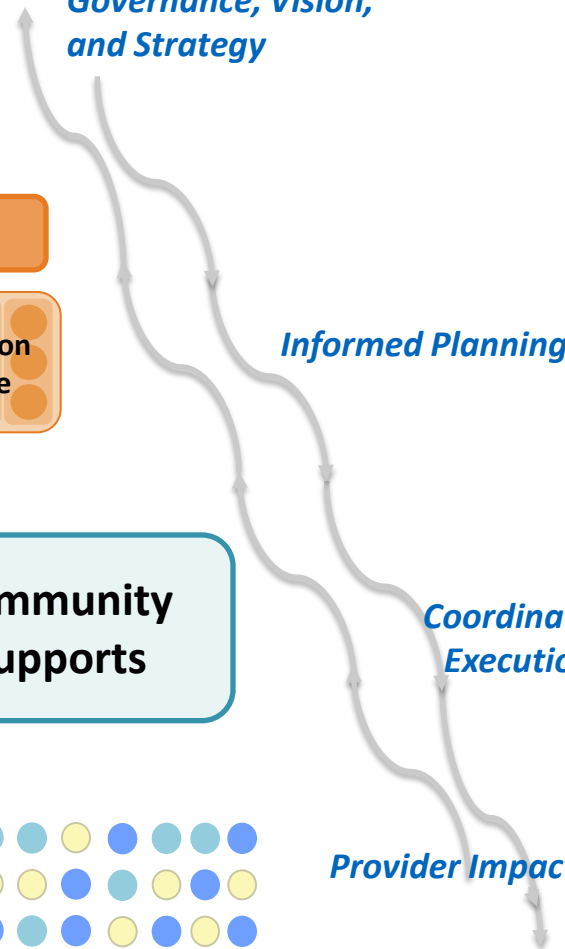 Governance, Vision,
and Strategy
Informed Planning
on
e
mmunity
upports
Coordina
Executio
Provider Impac